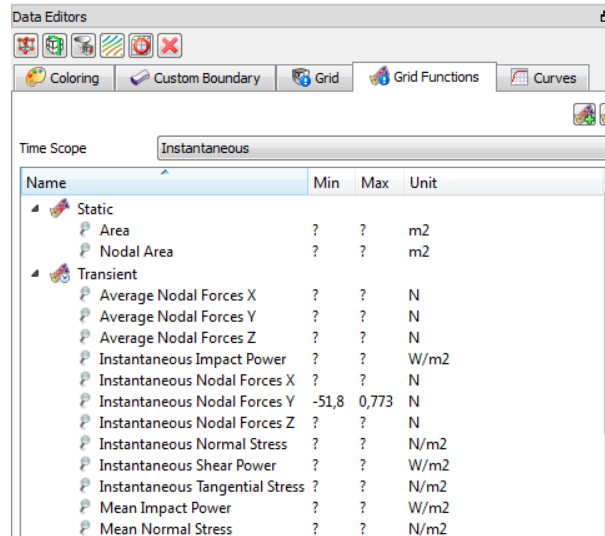 Data Editors
Coloring Custom Boundary Grid Grid Functions Curves
Time Scope Instantaneous
Name Min Max Unit
Static
Area ? ? m2
Nodal Area ? ? m2
Transient
Average Nodal Forces X ? ? N
Average Nodal Forces Y ? ? N
Average Nodal Forces Z ? ? N
Instantaneous Impact Power ? ? W/m2
Instantaneous Nodal Forces X ? ? N
Instantaneous Nodal Forces Y -51,8 0,773 N
Instantaneous Nodal Forces Z ? ? N
Instantaneous Normal Stress ? ? N/m2
Instantaneous Shear Power ? ? W/m2
Instantaneous Tangential Stress ? ? N/m2
Mean Impact Power ? ? W/m2
Mean Normal Stress ? ? N/m2